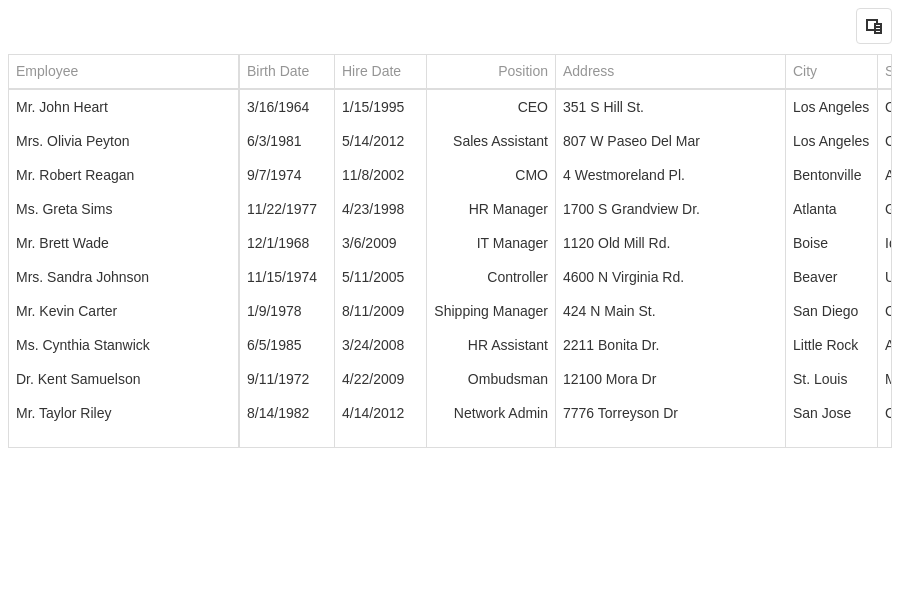 Employee Birth Date Hire Date Position Address City
Mr. John Heart 3/16/1964 1/15/1995 CEO 351 S Hill St. Los Angeles
Mrs. Olivia Peyton 6/3/1981 5/14/2012 Sales Assistant 807 W Paseo Del Mar Los Angeles
Mr. Robert Reagan 9/7/1974 11/8/2002 CMO 4 Westmoreland Pl. Bentonville
Ms. Greta Sims 11/22/1977 4/23/1998 HR Manager 1700 S Grandview Dr. Atlanta
Mr. Brett Wade 12/1/1968 3/6/2009 IT Manager 1120 Old Mill Rd. Boise
Mrs. Sandra Johnson 11/15/1974 5/11/2005 Controller 4600 N Virginia Rd. Beaver
Mr. Kevin Carter 1/9/1978 8/11/2009 Shipping Manager 424 N Main St. San Diego
Ms. Cynthia Stanwick 6/5/1985 3/24/2008 HR Assistant 2211 Bonita Dr. Little Rock
Dr. Kent Samuelson 9/11/1972 4/22/2009 Ombudsman 12100 Mora Dr St. Louis
Mr. Taylor Riley 8/14/1982 4/14/2012 Network Admin 7776 Torreyson Dr San Jose